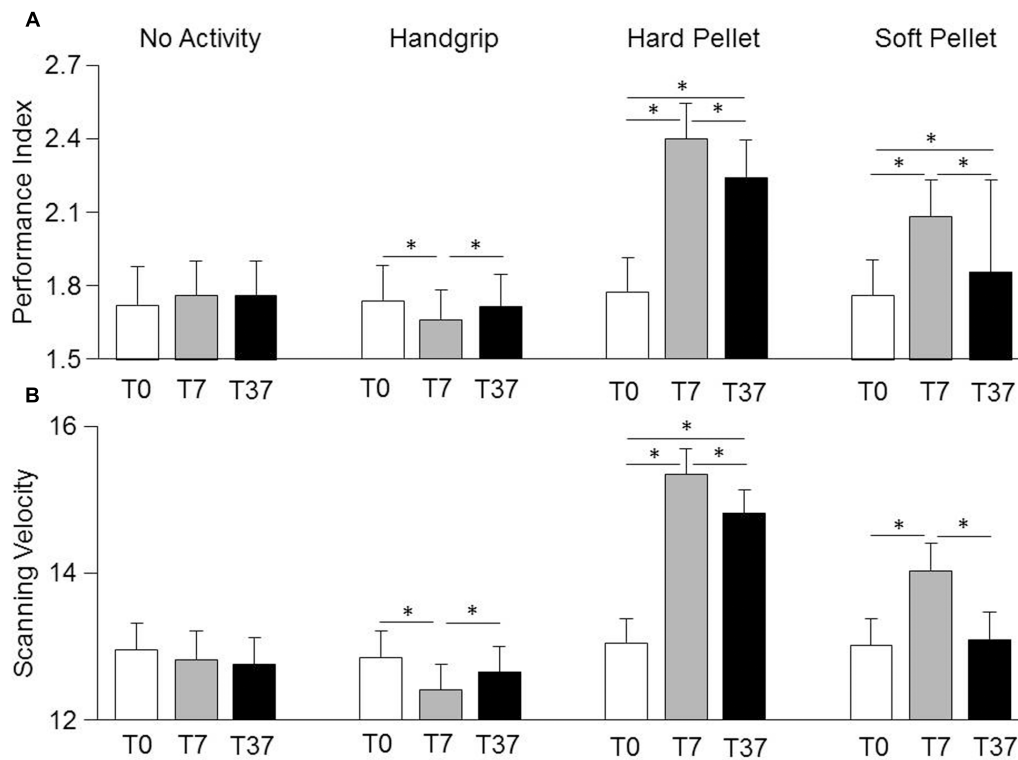 A
No Activity Handgrip Hard Pellet Soft Pellet
Performance Index
2.7
2.4
2.1
1.8
1.5
* * * * * * * *
T0 T7 T37 T0 T7 T37 T0 T7 T37 T0 T7 T37
B
Scanning Velocity
16
14
12
* * * * * * *
T0 T7 T37 T0 T7 T37 T0 T7 T37 T0 T7 T37